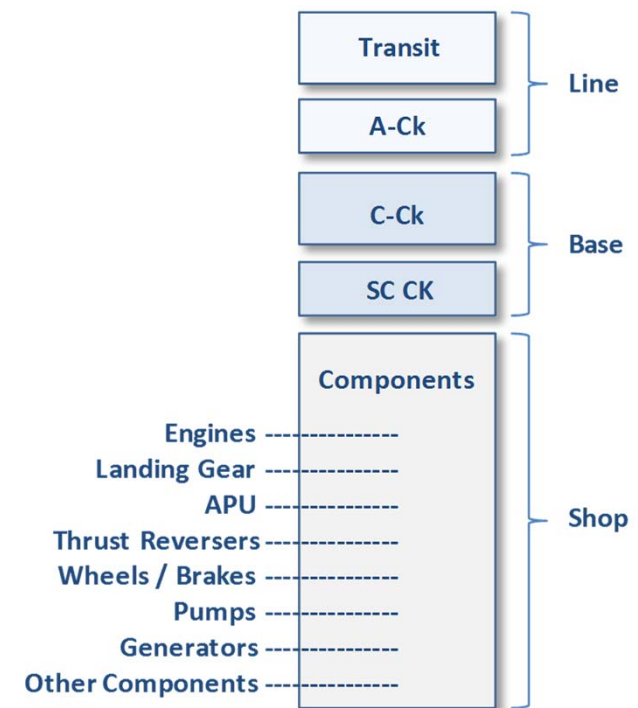 Transit
A-Ck
Line
C-Ck
SC CK
Base
Components
Engines
Landing Gear
APU
Thrust Reversers
Wheels / Brakes
Pumps
Generators
Other Components
Shop